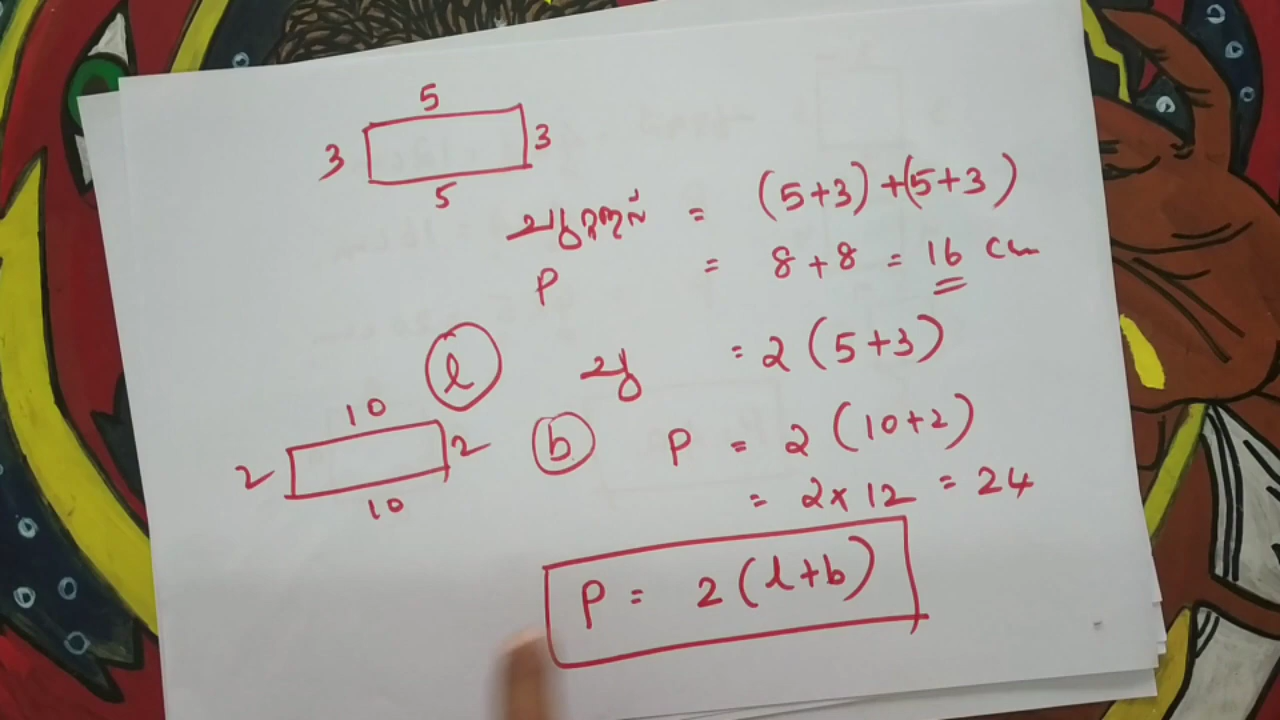 5
3 3
5
ചുറ്റളവ് = (5+3)+(5+3)
P = 8+8 = 16 cm
l ചു = 2(5+3)
10
2 2 b P = 2(10+2)
10
= 2×12 = 24
P = 2(l+b)